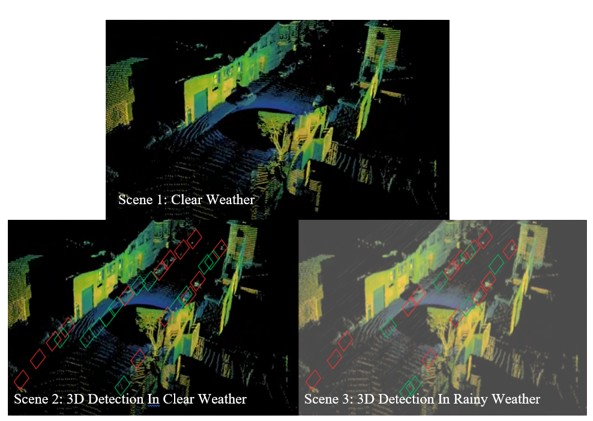 Scene 1: Clear Weather
Scene 2: 3D Detection In Clear Weather
Scene 3: 3D Detection In Rainy Weather